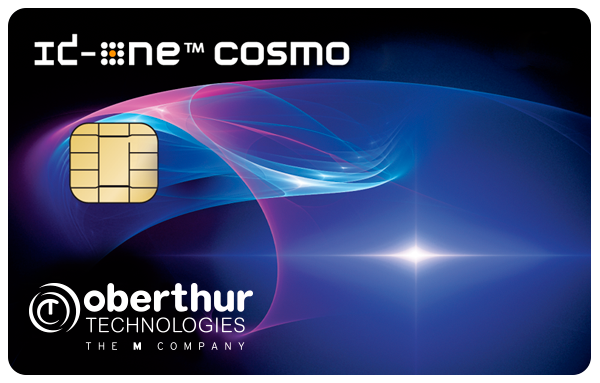 ID-One™ COSMO
oberthur
TECHNOLOGIES
THE M COMPANY